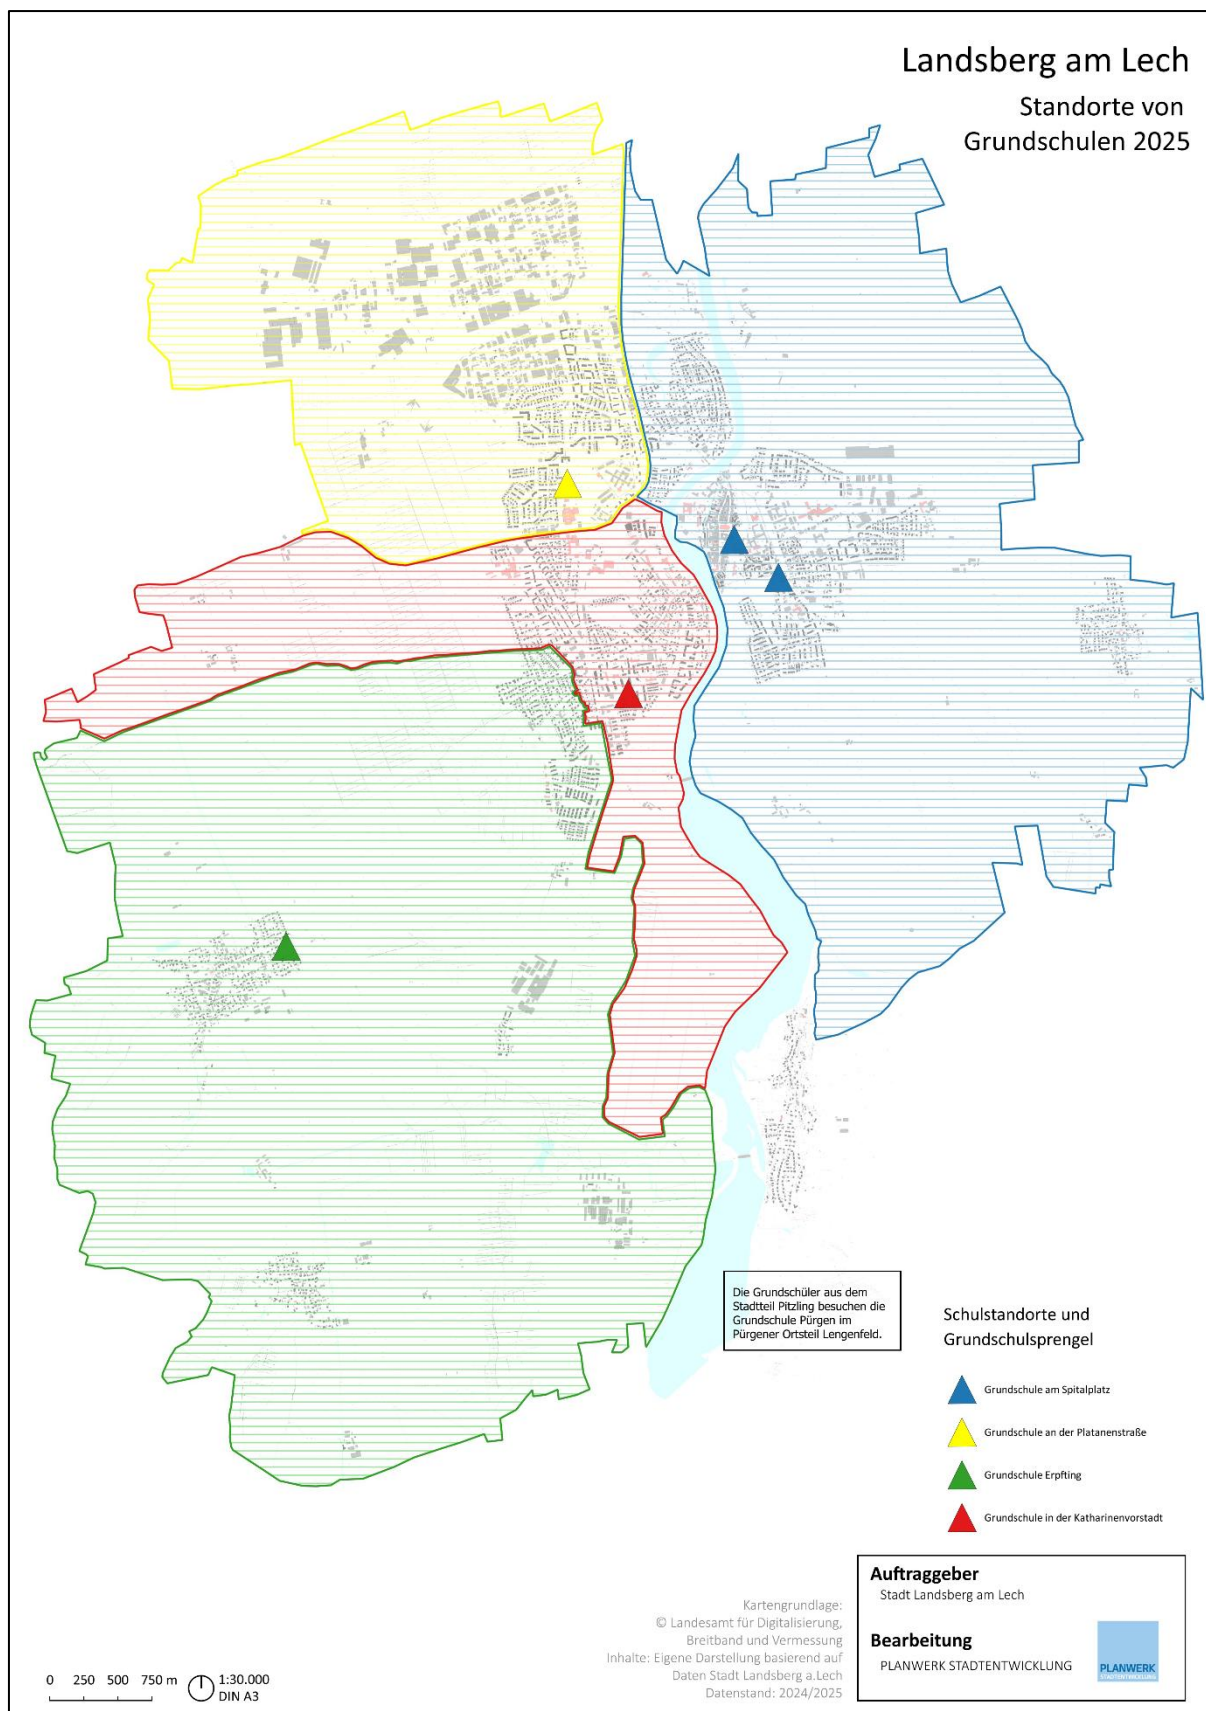 Landsberg am Lech
Standorte von
Grundschulen 2025
Die Grundschüler aus dem
Stadtteil Pitzling besuchen die
Grundschule Pürgen im
Pürgener Ortsteil Lengenfeld.
Schulstandorte und
Grundschulsprengel
Grundschule am Spitalplatz
Grundschule an der Platanenstraße
Grundschule Erpfting
Grundschule in der Katharinenvorstadt
Auftraggeber
Stadt Landsberg am Lech
Bearbeitung
PLANWERK STADTENTWICKLUNG
PLANWERK
STADTENTWICKLUNG
Kartengrundlage:
© Landesamt für Digitalisierung,
Breitband und Vermessung
Inhalte: Eigene Darstellung basierend auf
Daten Stadt Landsberg a.Lech
Datenstand: 2024/2025
0 250 500 750 m
1:30.000
DIN A3